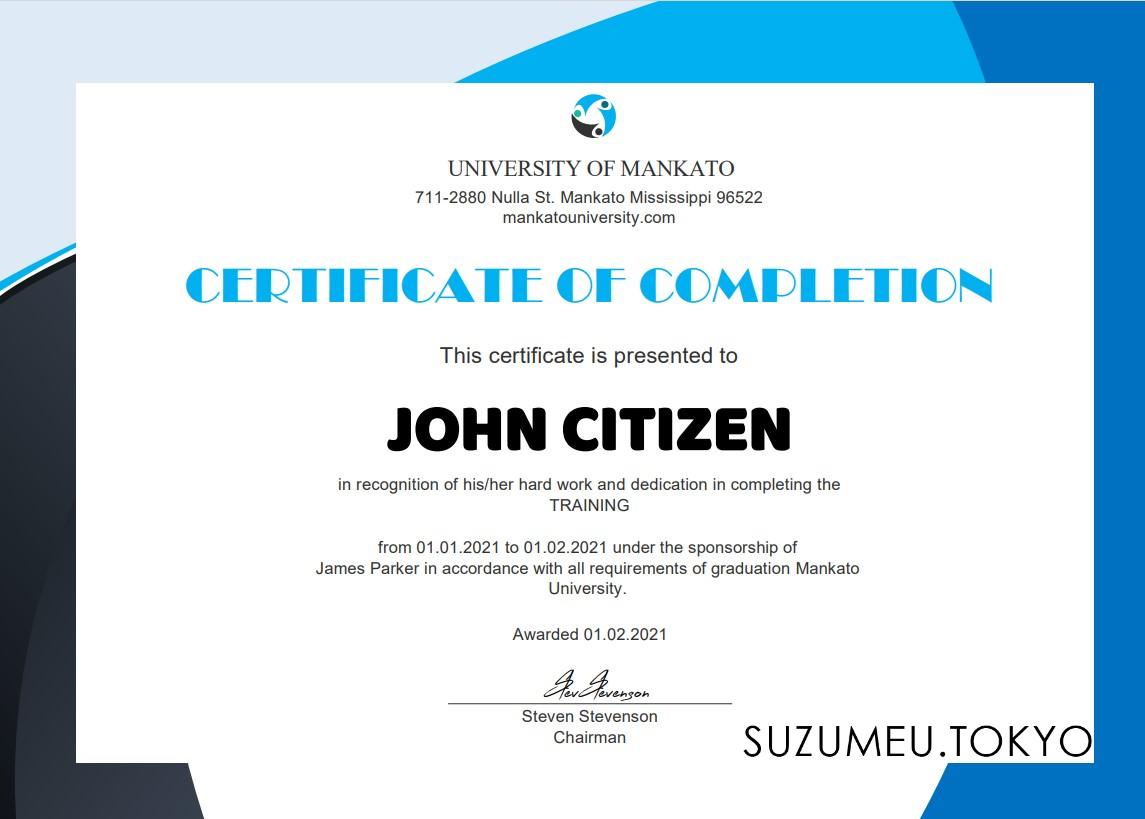 UNIVERSITY OF MANKATO
711-2880 Nulla St. Mankato Mississippi 96522
mankatouniversity.com
CERTIFICATE OF COMPLETION
This certificate is presented to
JOHN CITIZEN
in recognition of his/her hard work and dedication in completing the
TRAINING
from 01.01.2021 to 01.02.2021 under the sponsorship of
James Parker in accordance with all requirements of graduation Mankato
University.
Awarded 01.02.2021
Stev Stevenson
Steven Stevenson
Chairman
SUZUMEU.TOKYO